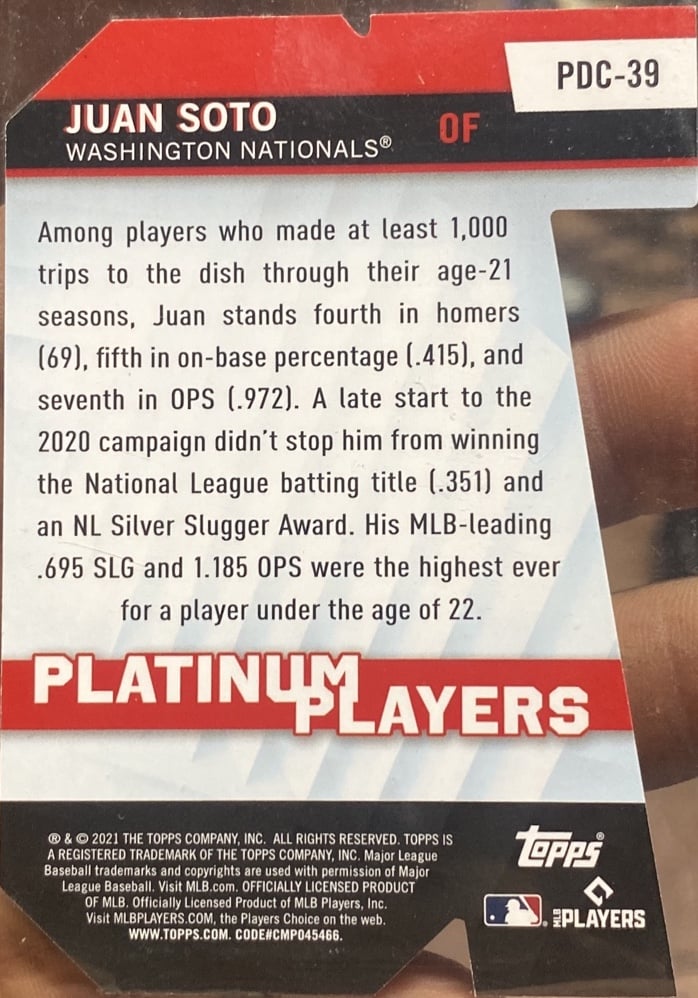 PDC-39
JUAN SOTO
OF
WASHINGTON NATIONALS®
Among players who made at least 1,000
trips to the dish through their age-21
seasons, Juan stands fourth in homers
(69), fifth in on-base percentage (.415), and
seventh in OPS (.972). A late start to the
2020 campaign didn't stop him from winning
the National League batting title (.351) and
an NL Silver Slugger Award. His MLB-leading
.695 SLG and 1.185 OPS were the highest ever
for a player under the age of 22.
PLATINUM
PLAYERS
® & © 2021 THE TOPPS COMPANY, INC. ALL RIGHTS RESERVED. TOPPS IS
A REGISTERED TRADEMARK OF THE TOPPS COMPANY, INC. Major League
Baseball trademarks and copyrights are used with permission of Major
League Baseball. Visit MLB.com. OFFICIALLY LICENSED PRODUCT
OF MLB. Officially Licensed Product of MLB Players, Inc.
Visit MLBPLAYERS.COM, the Players Choice on the web.
WWW.TOPPS.COM. CODE#CMP045466.
Topps®
MLB PLAYERS